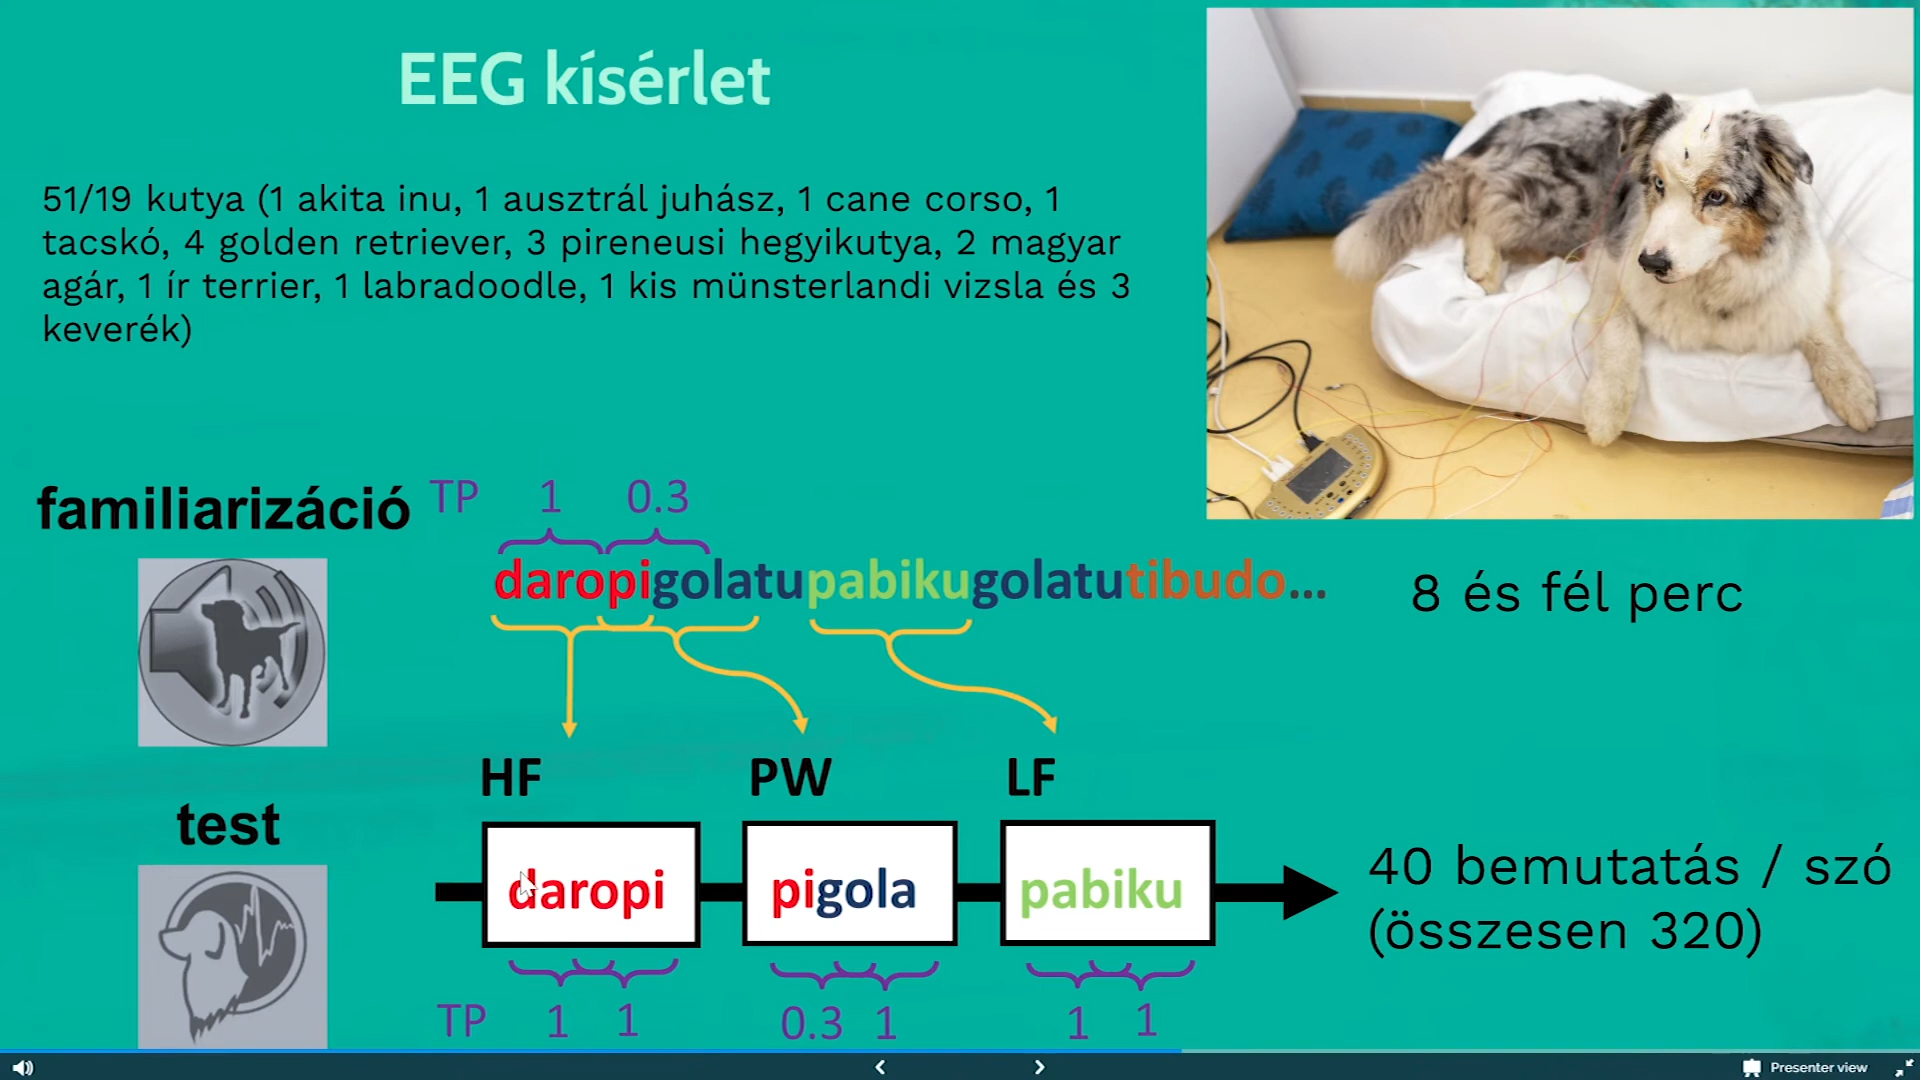 EEG kísérlet
51/19 kutya (1 akita inu, 1 ausztrál juhász, 1 cane corso, 1
tacskó, 4 golden retriever, 3 pireneusi hegyikutya, 2 magyar
agár, 1 ír terrier, 1 labradoodle, 1 kis münsterlandi vizsla és 3
keverék)
familiarizáció
TP 1 0.3
daropigolatupabikugolatutibudo...
8 és fél perc
HF PW LF
test
daropi pigola pabiku
40 bemutatás / szó
(összesen 320)
TP 1 1 0.3 1 1 1
Presenter view